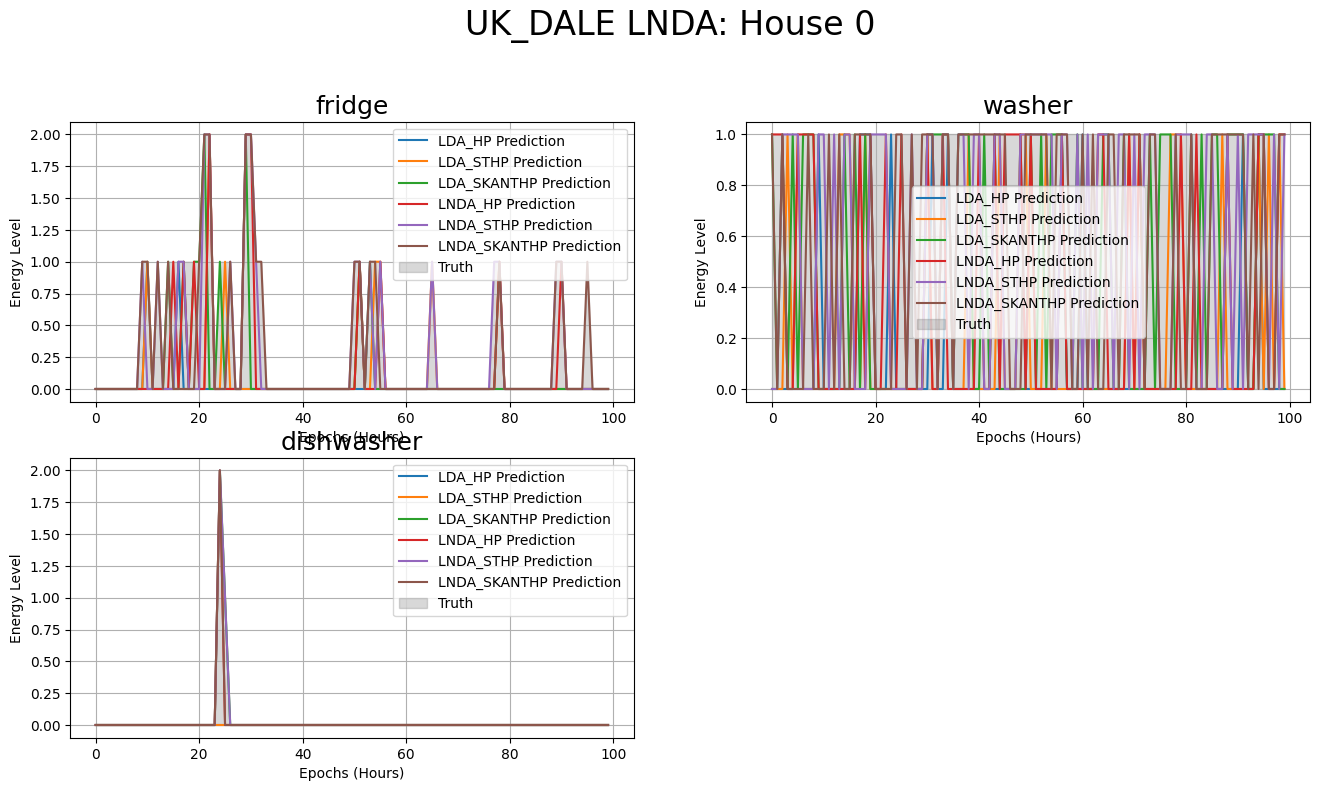 UK_DALE LNDA: House 0
fridge
2.00
1.75
1.50
1.25
1.00
0.75
0.50
0.25
0.00
Energy Level
LDA_HP Prediction
LDA_STHP Prediction
LDA_SKANTHP Prediction
LNDA_HP Prediction
LNDA_STHP Prediction
LNDA_SKANTHP Prediction
Truth
0 20 40 60 80 100
Epochs (Hours)
washer
1.0
0.8
0.6
0.4
0.2
0.0
Energy Level
LDA_HP Prediction
LDA_STHP Prediction
LDA_SKANTHP Prediction
LNDA_HP Prediction
LNDA_STHP Prediction
LNDA_SKANTHP Prediction
Truth
0 20 40 60 80 100
Epochs (Hours)
dishwasher
2.00
1.75
1.50
1.25
1.00
0.75
0.50
0.25
0.00
Energy Level
LDA_HP Prediction
LDA_STHP Prediction
LDA_SKANTHP Prediction
LNDA_HP Prediction
LNDA_STHP Prediction
LNDA_SKANTHP Prediction
Truth
0 20 40 60 80 100
Epochs (Hours)